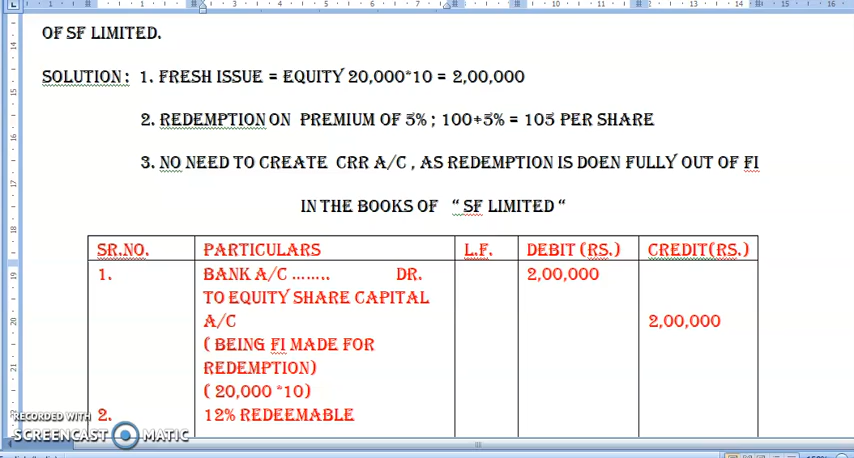 OF SF LIMITED.
SOLUTION: 1. FRESH ISSUE = EQUITY 20,000*10 = 2,00,000
2. REDEMPTION ON PREMIUM OF 5% ; 100+5% = 105 PER SHARE
3. NO NEED TO CREATE CRR A/C , AS REDEMPTION IS DOEN FULLY OUT OF FI
IN THE BOOKS OF " SF LIMITED "
SR.NO. PARTICULARS L.F. DEBIT (RS.) CREDIT(RS.)
1. BANK A/C ........ DR. 2,00,000
TO EQUITY SHARE CAPITAL
A/C 2,00,000
( BEING FI MADE FOR
REDEMPTION)
( 20,000 *10)
2. 12% REDEEMABLE
RECORDED WITH
SCREENCAST MATIC